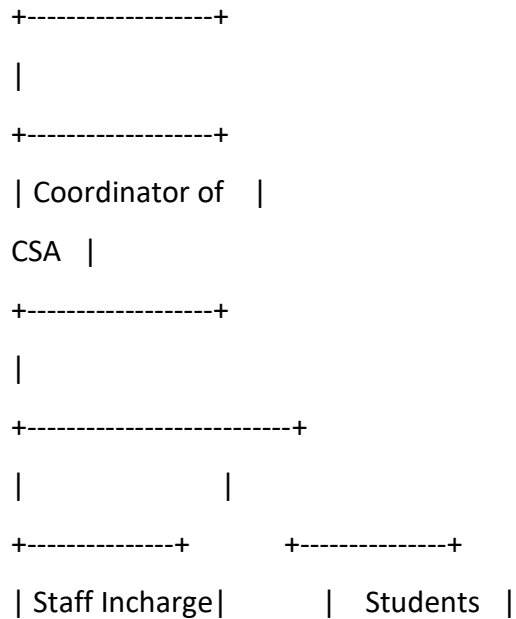 +-------------------+
|
+-------------------+
| Coordinator of   |
CSA   |
+-------------------+
|
+---------------------------+
|                |
+---------------+          +---------------+
| Staff Incharge|          |   Students   |